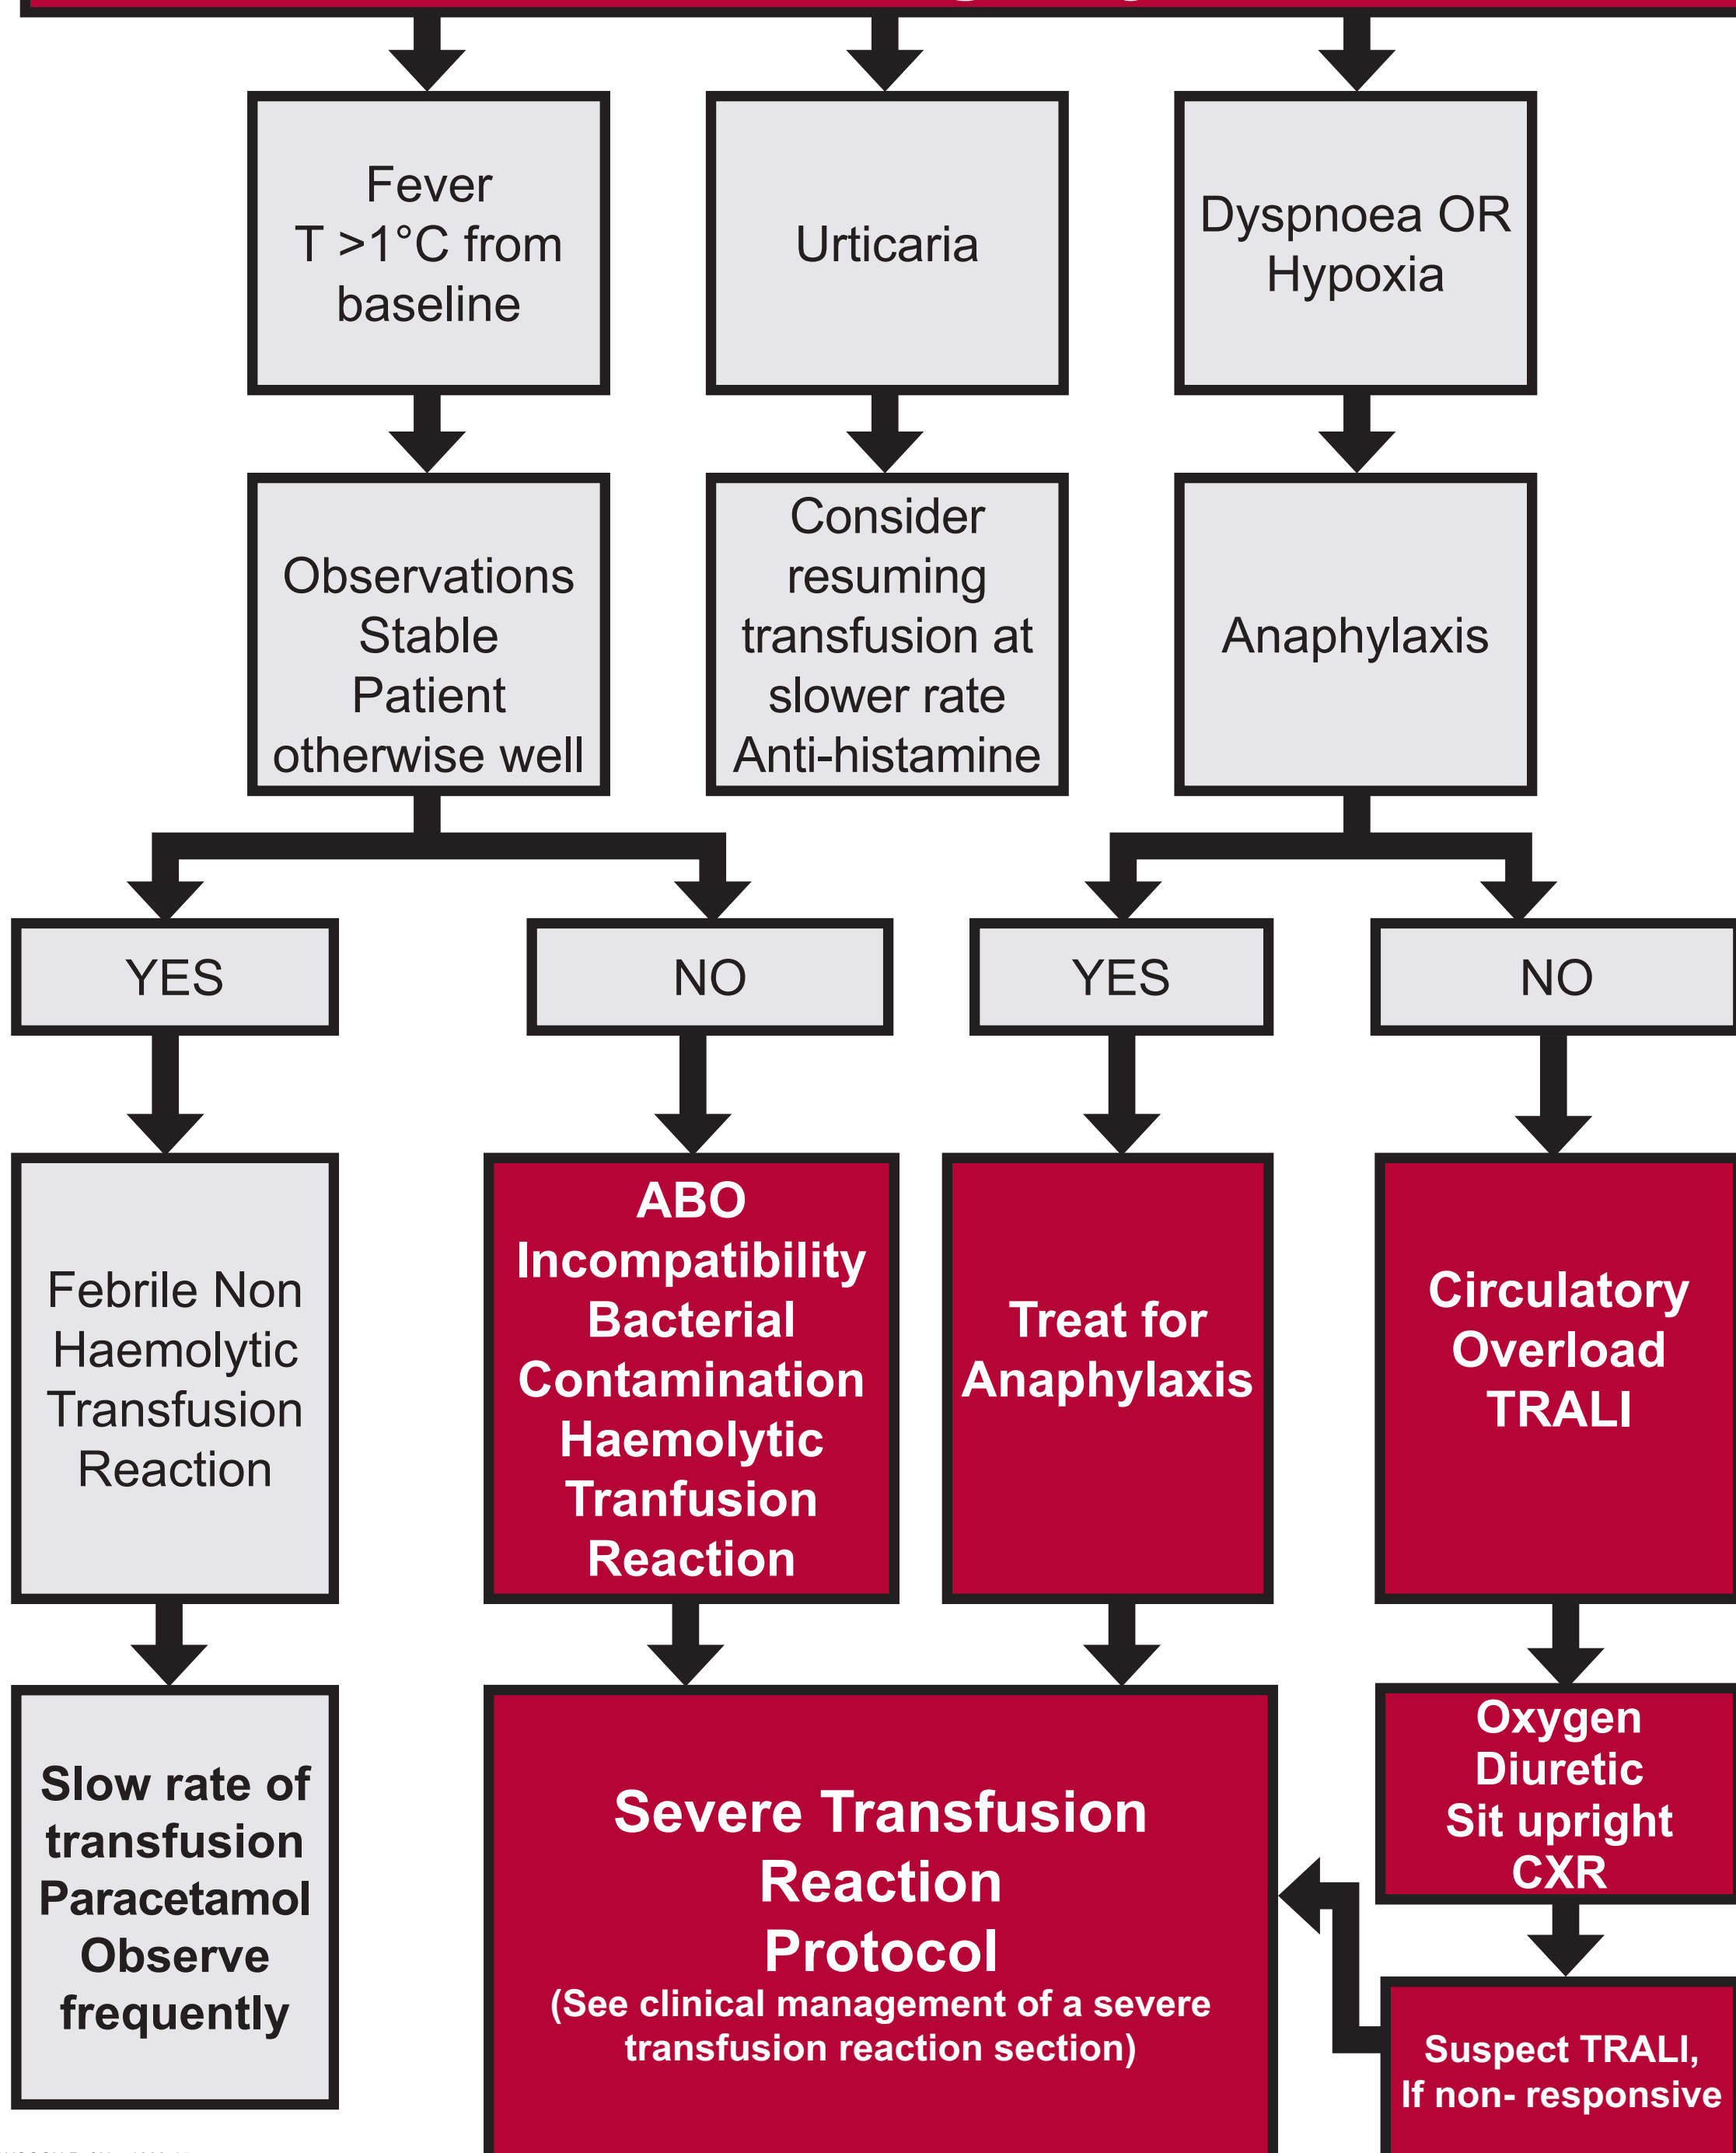 Fever
T >1°C from
baseline
Urticaria
Dyspnoea OR
Hypoxia
Observations
Stable
Patient
otherwise well
Consider
resuming
transfusion at
slower rate
Anti-histamine
Anaphylaxis
YES
NO
YES
NO
Febrile Non
Haemolytic
Transfusion
Reaction
ABO
Incompatibility
Bacterial
Contamination
Haemolytic
Tranfusion
Reaction
Treat for
Anaphylaxis
Circulatory
Overload
TRALI
Slow rate of
transfusion
Paracetamol
Observe
frequently
Severe Transfusion
Reaction
Protocol
(See clinical management of a severe
transfusion reaction section)
Oxygen
Diuretic
Sit upright
CXR
Suspect TRALI,
If non- responsive